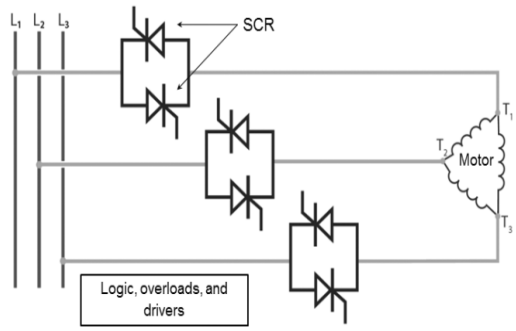 L1 L2 L3
SCR
T1
T2
Motor
T3
Logic, overloads, and
drivers